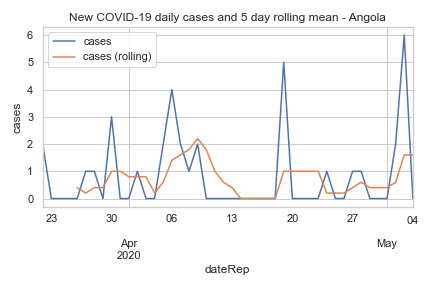 New COVID-19 daily cases and 5 day rolling mean - Angola
cases
cases (rolling)
cases
6
5
4
3
2
1
0
23
30
06
13
20
27
04
Apr
2020
May
dateRep